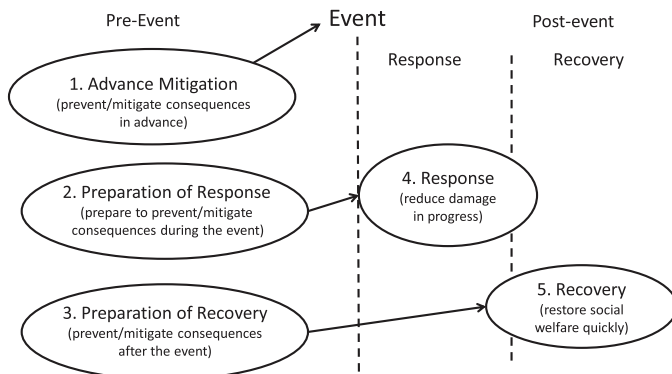 Pre-Event
Event
Post-event
Response
Recovery
1. Advance Mitigation
(prevent/mitigate consequences
in advance)
2. Preparation of Response
(prepare to prevent/mitigate
consequences during the event)
4. Response
(reduce damage
in progress)
3. Preparation of Recovery
(prevent/mitigate consequences
after the event)
5. Recovery
(restore social
welfare quickly)